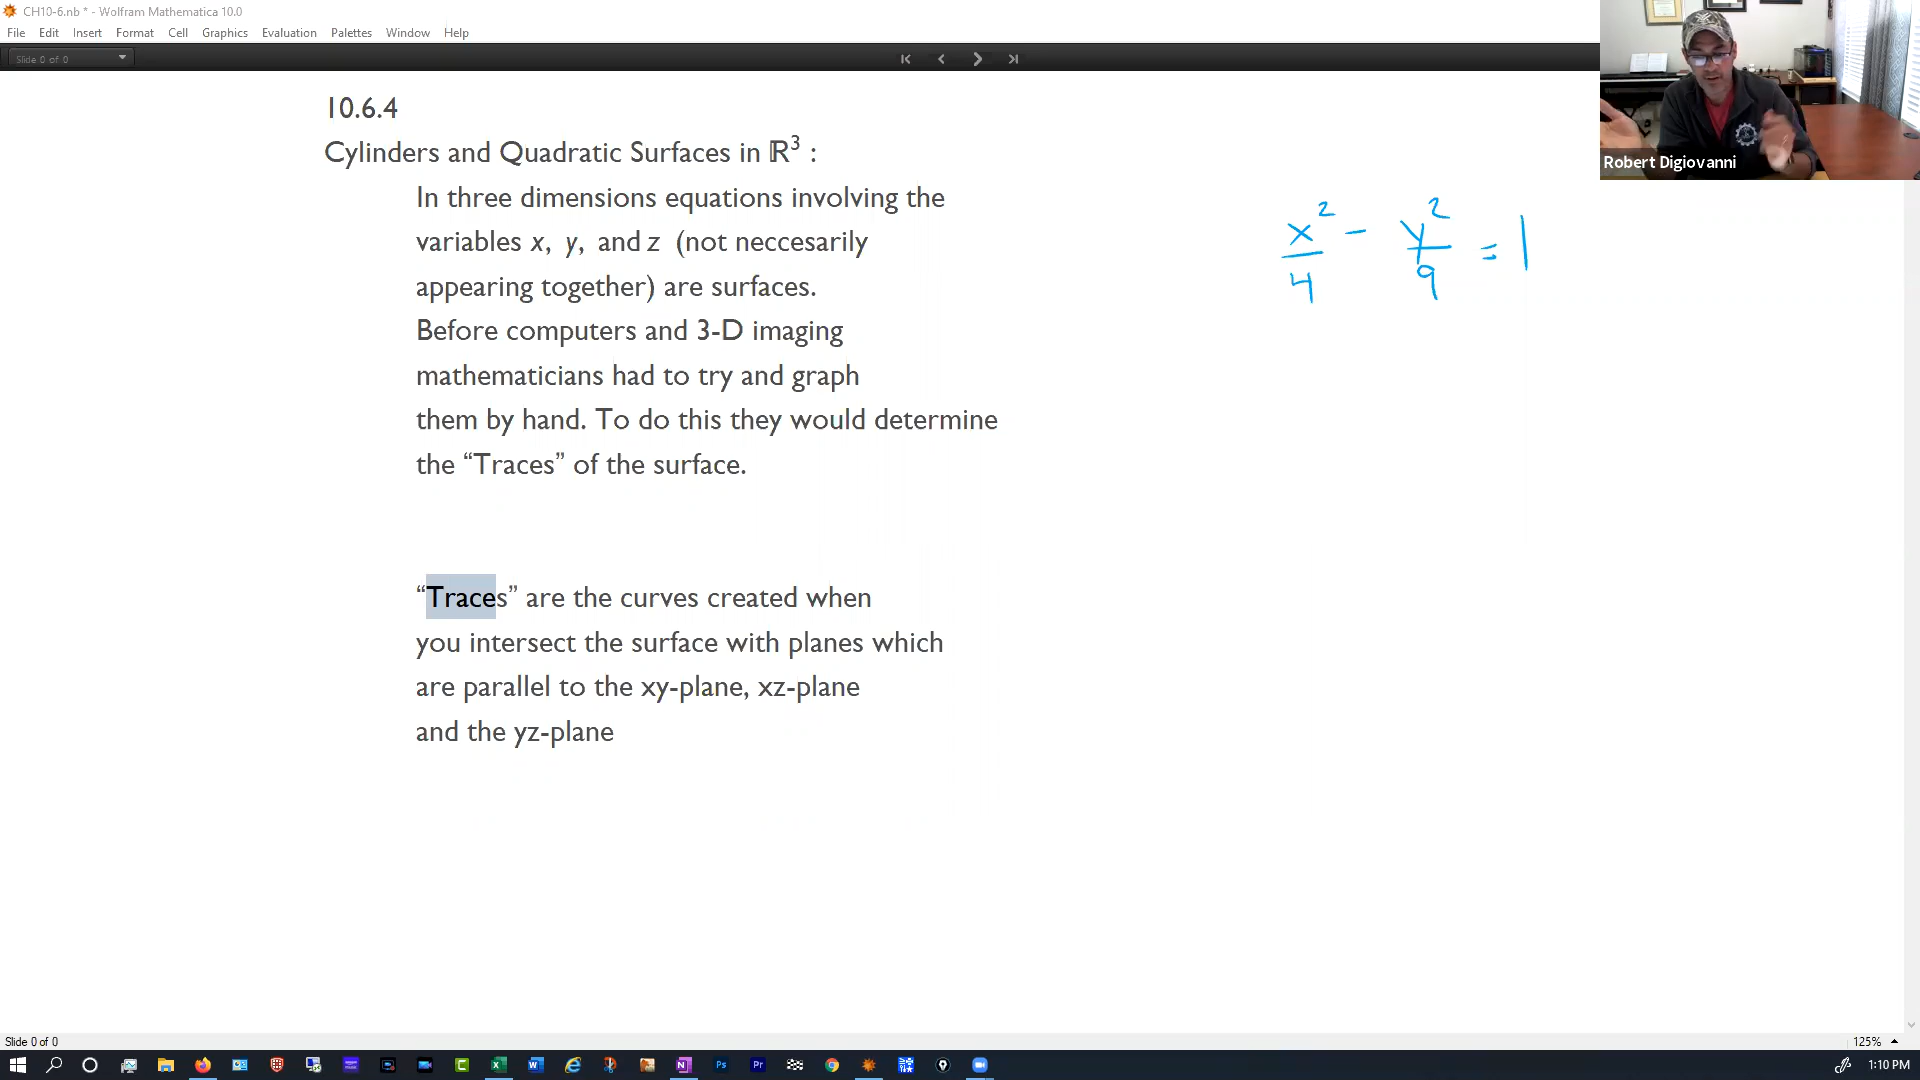 CH10-6.nb * - Wolfram Mathematica 10.0
File Edit Insert Format Cell Graphics Evaluation Palettes Window Help
Slide 0 of 0
10.6.4
Cylinders and Quadratic Surfaces in ℝ³ :
In three dimensions equations involving the
variables x, y, and z (not neccesarily
appearing together) are surfaces.
Before computers and 3-D imaging
mathematicians had to try and graph
them by hand. To do this they would determine
the “Traces” of the surface.
“Traces” are the curves created when
you intersect the surface with planes which
are parallel to the xy-plane, xz-plane
and the yz-plane
x²/4 - y²/9 = 1
Robert Digiovanni
Slide 0 of 0
125%
1:10 PM